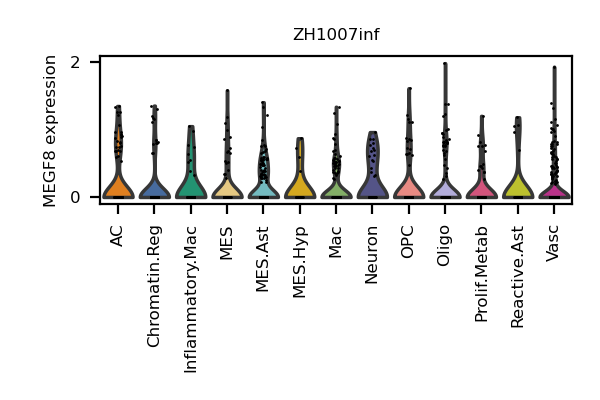 ZH1007inf
MEGF8 expression
2
0
AC
Chromatin.Reg
Inflammatory.Mac
MES
MES.Ast
MES.Hyp
Mac
Neuron
OPC
Oligo
Prolif.Metab
Reactive.Ast
Vasc